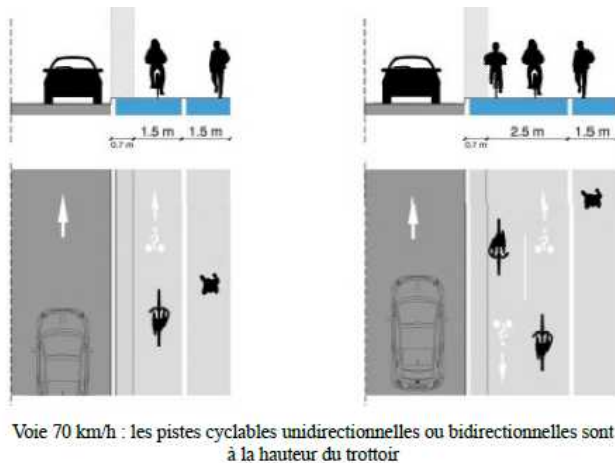 1.5 m 1.5 m
0.7 m
2.5 m 1.5 m
0.7 m
Voie 70 km/h : les pistes cyclables unidirectionnelles ou bidirectionnelles sont
à la hauteur du trottoir